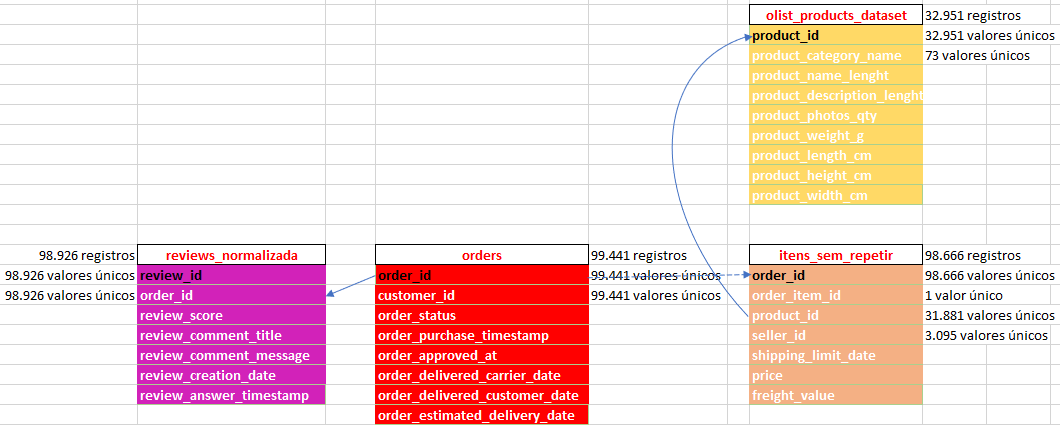 olist_products_dataset 32.951 registros
product_id 32.951 valores únicos
product_category_name 73 valores únicos
product_name_lenght
product_description_lenght
product_photos_qty
product_weight_g
product_length_cm
product_height_cm
product_width_cm
98.926 registros reviews_normalizada
98.926 valores únicos review_id
98.926 valores únicos order_id
review_score
review_comment_title
review_comment_message
review_creation_date
review_answer_timestamp
orders 99.441 registros
order_id 99.441 valores únicos
customer_id 99.441 valores únicos
order_status
order_purchase_timestamp
order_approved_at
order_delivered_carrier_date
order_delivered_customer_date
order_estimated_delivery_date
itens_sem_repetir 98.666 registros
order_id 98.666 valores únicos
order_item_id 1 valor único
product_id 31.881 valores únicos
seller_id 3.095 valores únicos
shipping_limit_date
price
freight_value